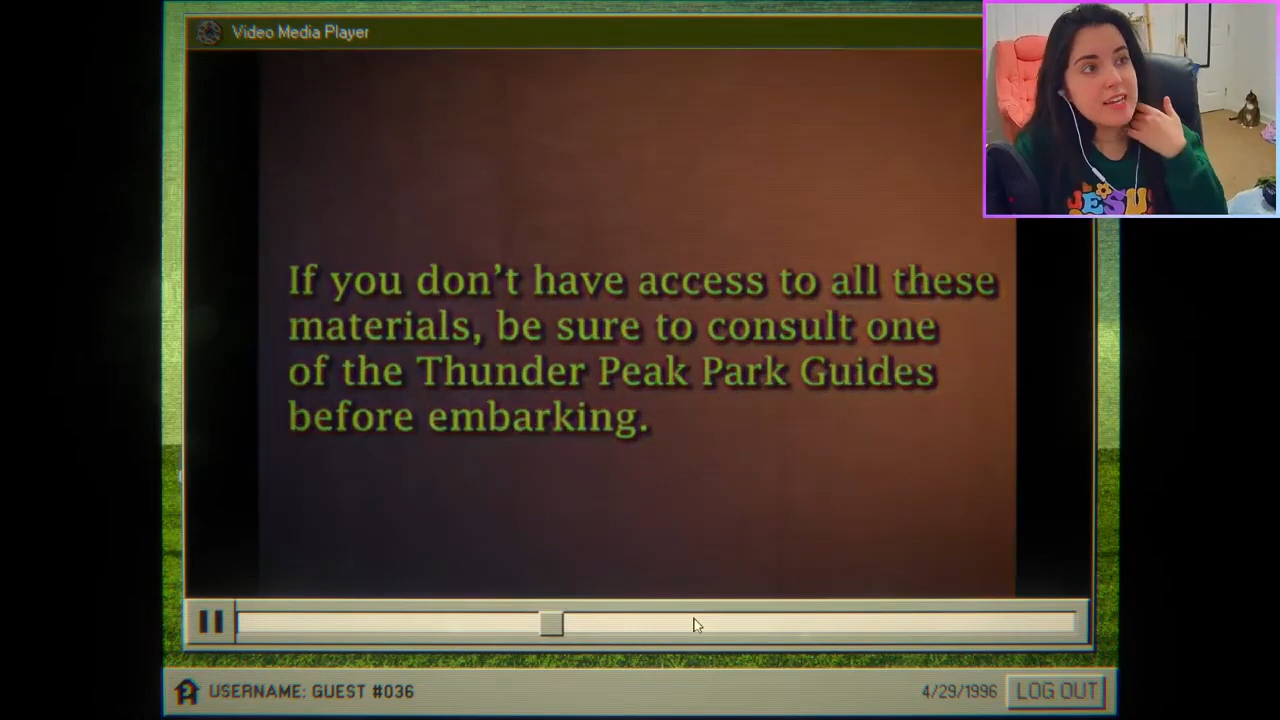 Video Media Player
If you don't have access to all these
materials, be sure to consult one
of the Thunder Peak Park Guides
before embarking.
JESUS
USERNAME: GUEST #036
4/29/1996
LOG OUT